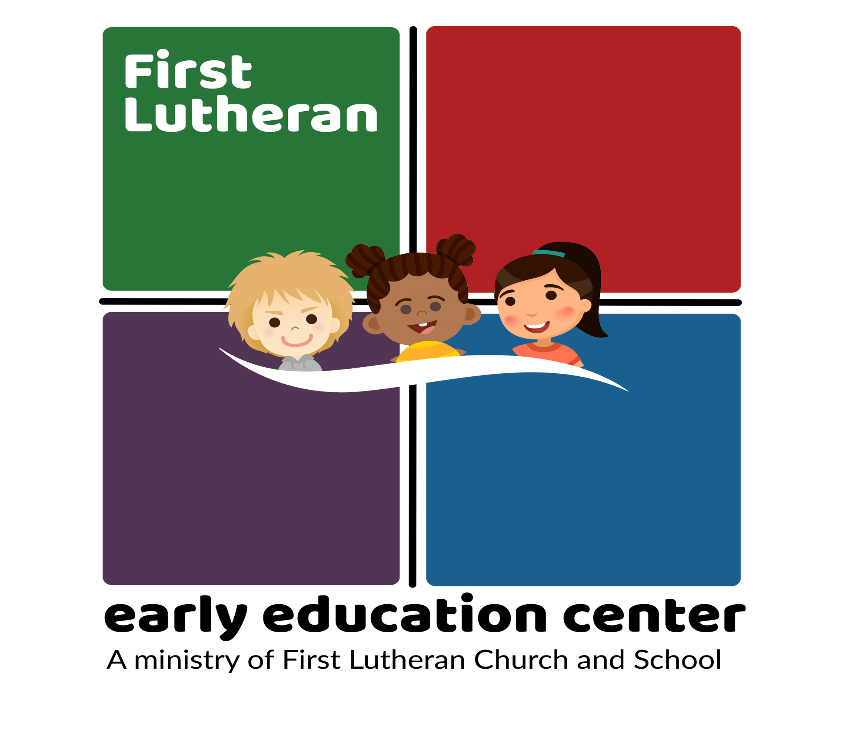 First
Lutheran
early education center
A ministry of First Lutheran Church and School